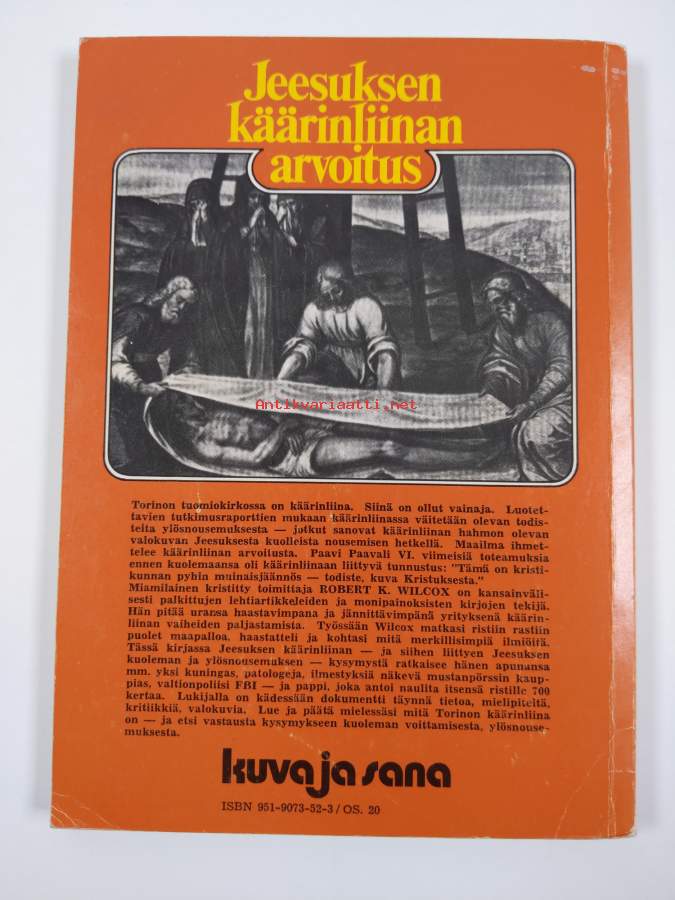 Jeesuksen
käärinliinan
arvoitus
Antikvariaatti.net
Torinon tuomiokirkossa on käärinliina. Siinä on ollut vainaja. Luotet-
tavien tutkimusraporttien mukaan käärinliinassa väitetään olevan todis-
teita ylösnousemuksesta — jotkut sanovat käärinliinan hahmon olevan
valokuvan Jeesuksesta kuolleista nousemisen hetkellä. Maailma ihmet-
telee käärinliinan arvoitusta. Paavi Paavali VI. viimeisiä toteamuksia
ennen kuolemaansa oli käärinliinaan liittyvä tunnustus: "Tämä on kristi-
kunnan pyhin muinaisjäännös — todiste, kuva Kristuksesta."
Miamilainen kristitty toimittaja ROBERT K. WILCOX on kansainväli-
sesti palkittujen lehtiartikkeleiden ja monipainoksisten kirjojen tekijä.
Hän pitää uransa haastavimpana ja jännittävimpänä yrityksenä käärin-
liinan vaiheiden paljastamista. Työssään Wilcox matkasi ristiin rastiin
puolet maapalloa, haastatteli ja kohtasi mitä merkillisimpiä ilmiöitä.
Tässä kirjassa Jeesuksen käärinliinan — ja siihen liittyen Jeesuksen
kuoleman ja ylösnousemuksen — kysymystä ratkaisee hänen apunansa
mm. yksi kuningas, patologeja, ilmestyksiä näkevä mustanpörssin kaup-
pias, valtionpoliisi FBI — ja pappi, joka antoi naulita itsensä ristille 700
kertaa. Lukijalla on kädessään dokumentti täynnä tietoa, mielipiteitä,
kritiikkiä, valokuvia. Lue ja päätä mielessäsi mitä Torinon käärinliina
on — ja etsi vastausta kysymykseen kuoleman voittamisesta, ylösnouse-
muksesta.
kuva ja sana
ISBN 951-9073-52-3 / OS. 20